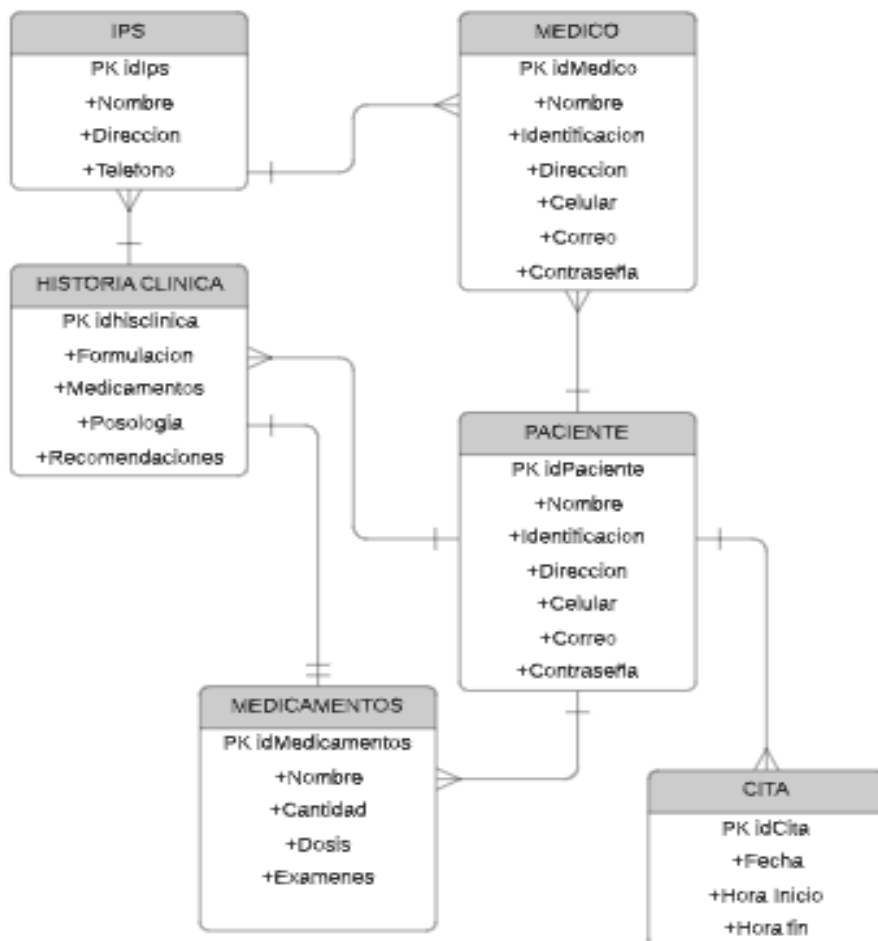 IPS
PK idIps
+Nombre
+Direccion
+Telefono
MEDICO
PK idMedico
+Nombre
+Identificacion
+Direccion
+Celular
+Correo
+Contraseña
HISTORIA CLINICA
PK idhisclinica
+Formulacion
+Medicamentos
+Posologia
+Recomendaciones
PACIENTE
PK idPaciente
+Nombre
+Identificacion
+Direccion
+Celular
+Correo
+Contraseña
MEDICAMENTOS
PK idMedicamentos
+Nombre
+Cantidad
+Dosis
+Examenes
CITA
PK idCita
+Fecha
+Hora Inicio
+Hora fin